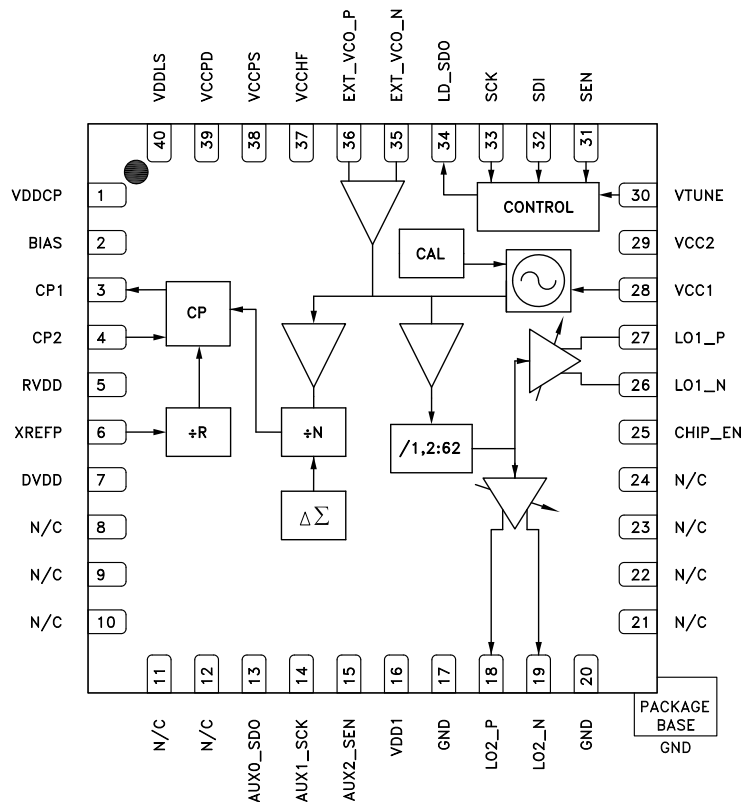 VDDLS
VCCPD
VCCPS
VCCHF
EXT_VCO_P
EXT_VCO_N
LD_SDO
SCK
SDI
SEN
40
39
38
37
36
35
34
33
32
31
VDDCP 1
BIAS 2
CP1 3
CP2 4
RVDD 5
XREFP 6
DVDD 7
N/C 8
N/C 9
N/C 10
CONTROL
CAL
CP
÷R
÷N
/1,2:62
ΔΣ
30 VTUNE
29 VCC2
28 VCC1
27 LO1_P
26 LO1_N
25 CHIP_EN
24 N/C
23 N/C
22 N/C
21 N/C
11
12
13
14
15
16
17
18
19
20
N/C
N/C
AUX0_SDO
AUX1_SCK
AUX2_SEN
VDD1
GND
LO2_P
LO2_N
GND
PACKAGE
BASE
GND